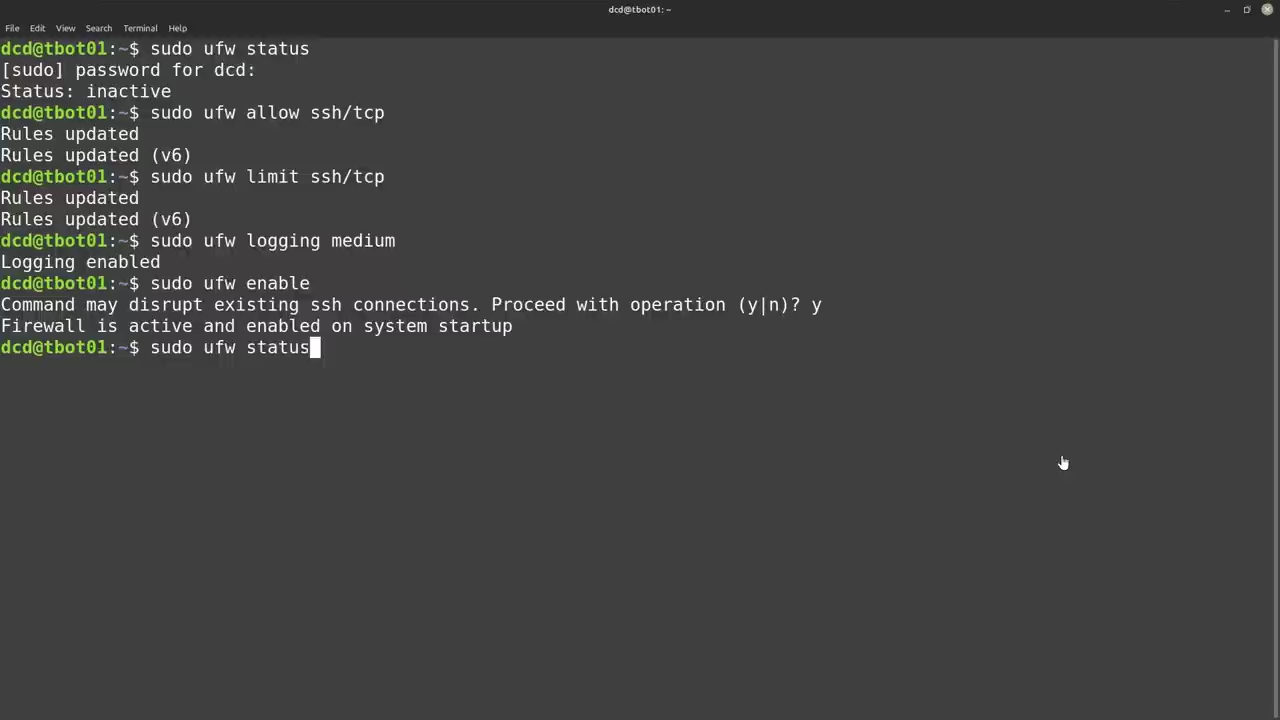 dcd@tbot01: ~
File Edit View Search Terminal Help
dcd@tbot01:~$ sudo ufw status
[sudo] password for dcd:
Status: inactive
dcd@tbot01:~$ sudo ufw allow ssh/tcp
Rules updated
Rules updated (v6)
dcd@tbot01:~$ sudo ufw limit ssh/tcp
Rules updated
Rules updated (v6)
dcd@tbot01:~$ sudo ufw logging medium
Logging enabled
dcd@tbot01:~$ sudo ufw enable
Command may disrupt existing ssh connections. Proceed with operation (y|n)? y
Firewall is active and enabled on system startup
dcd@tbot01:~$ sudo ufw status